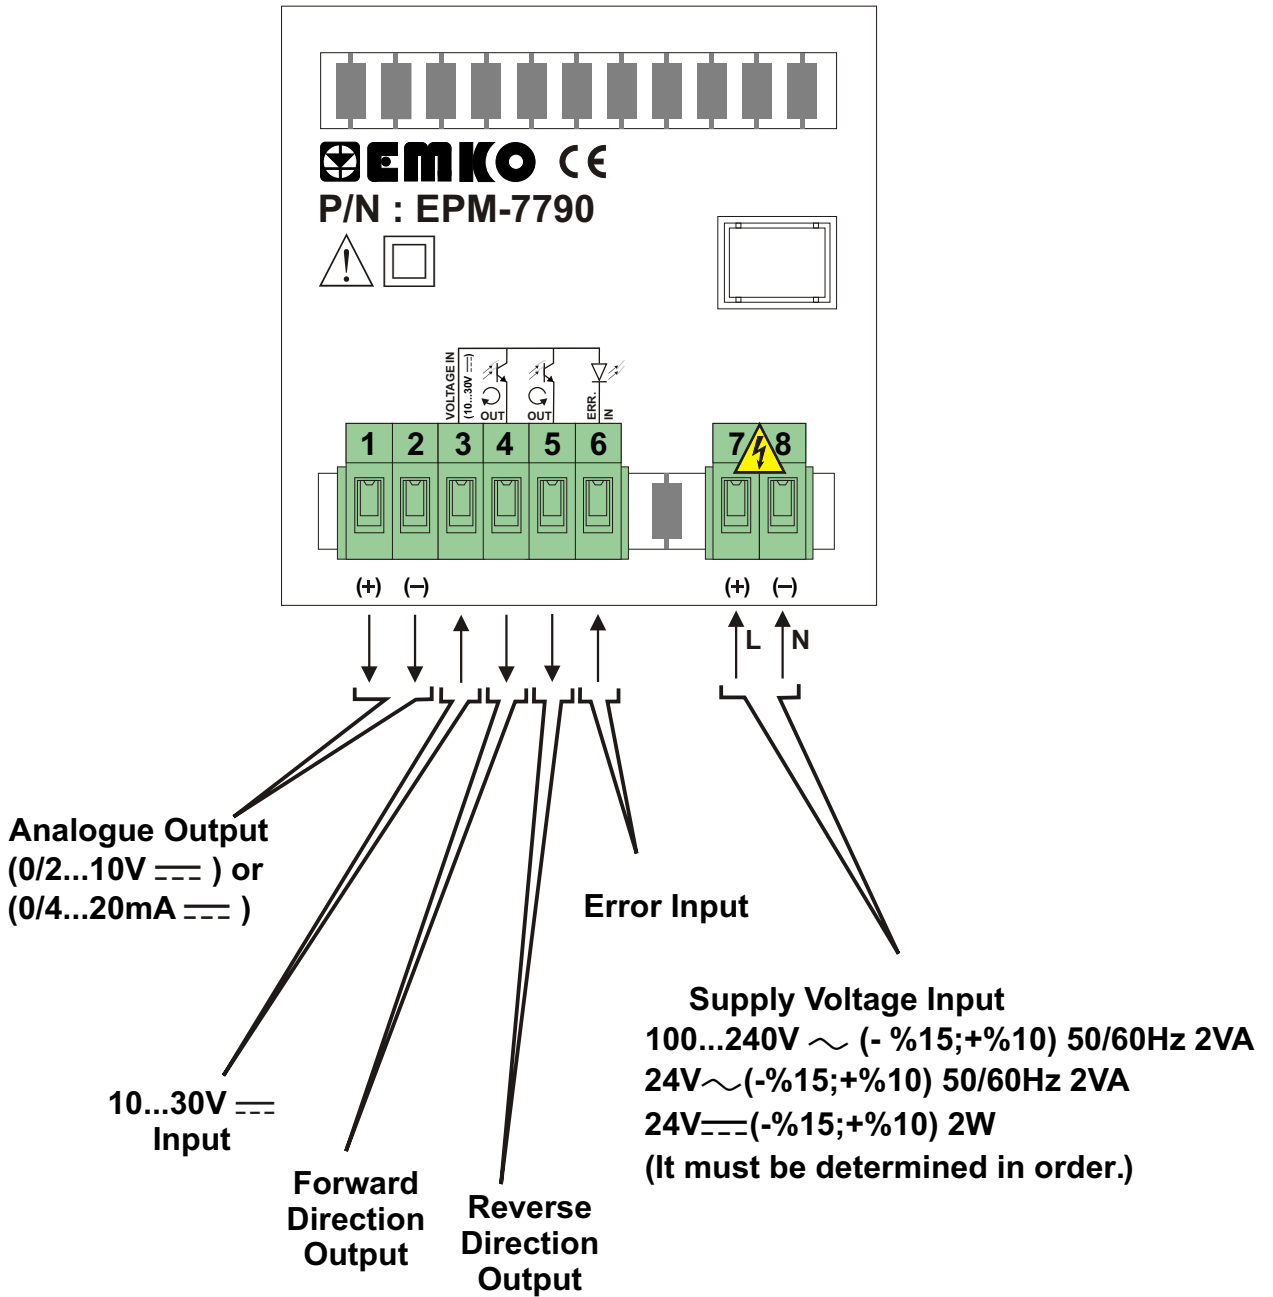 EMKO CE
P/N : EPM-7790
VOLTAGE IN
(10...30V ⎓)
OUT
OUT
ERR.
IN
1 2 3 4 5 6 7 8
(+) (−) (+) (−)
L N
Analogue Output
(0/2...10V ⎓ ) or
(0/4...20mA ⎓ )
Error Input
Supply Voltage Input
100...240V ∼ (- %15;+%10) 50/60Hz 2VA
24V∼(-%15;+%10) 50/60Hz 2VA
24V⎓(-%15;+%10) 2W
(It must be determined in order.)
10...30V ⎓
Input
Forward
Direction
Output
Reverse
Direction
Output